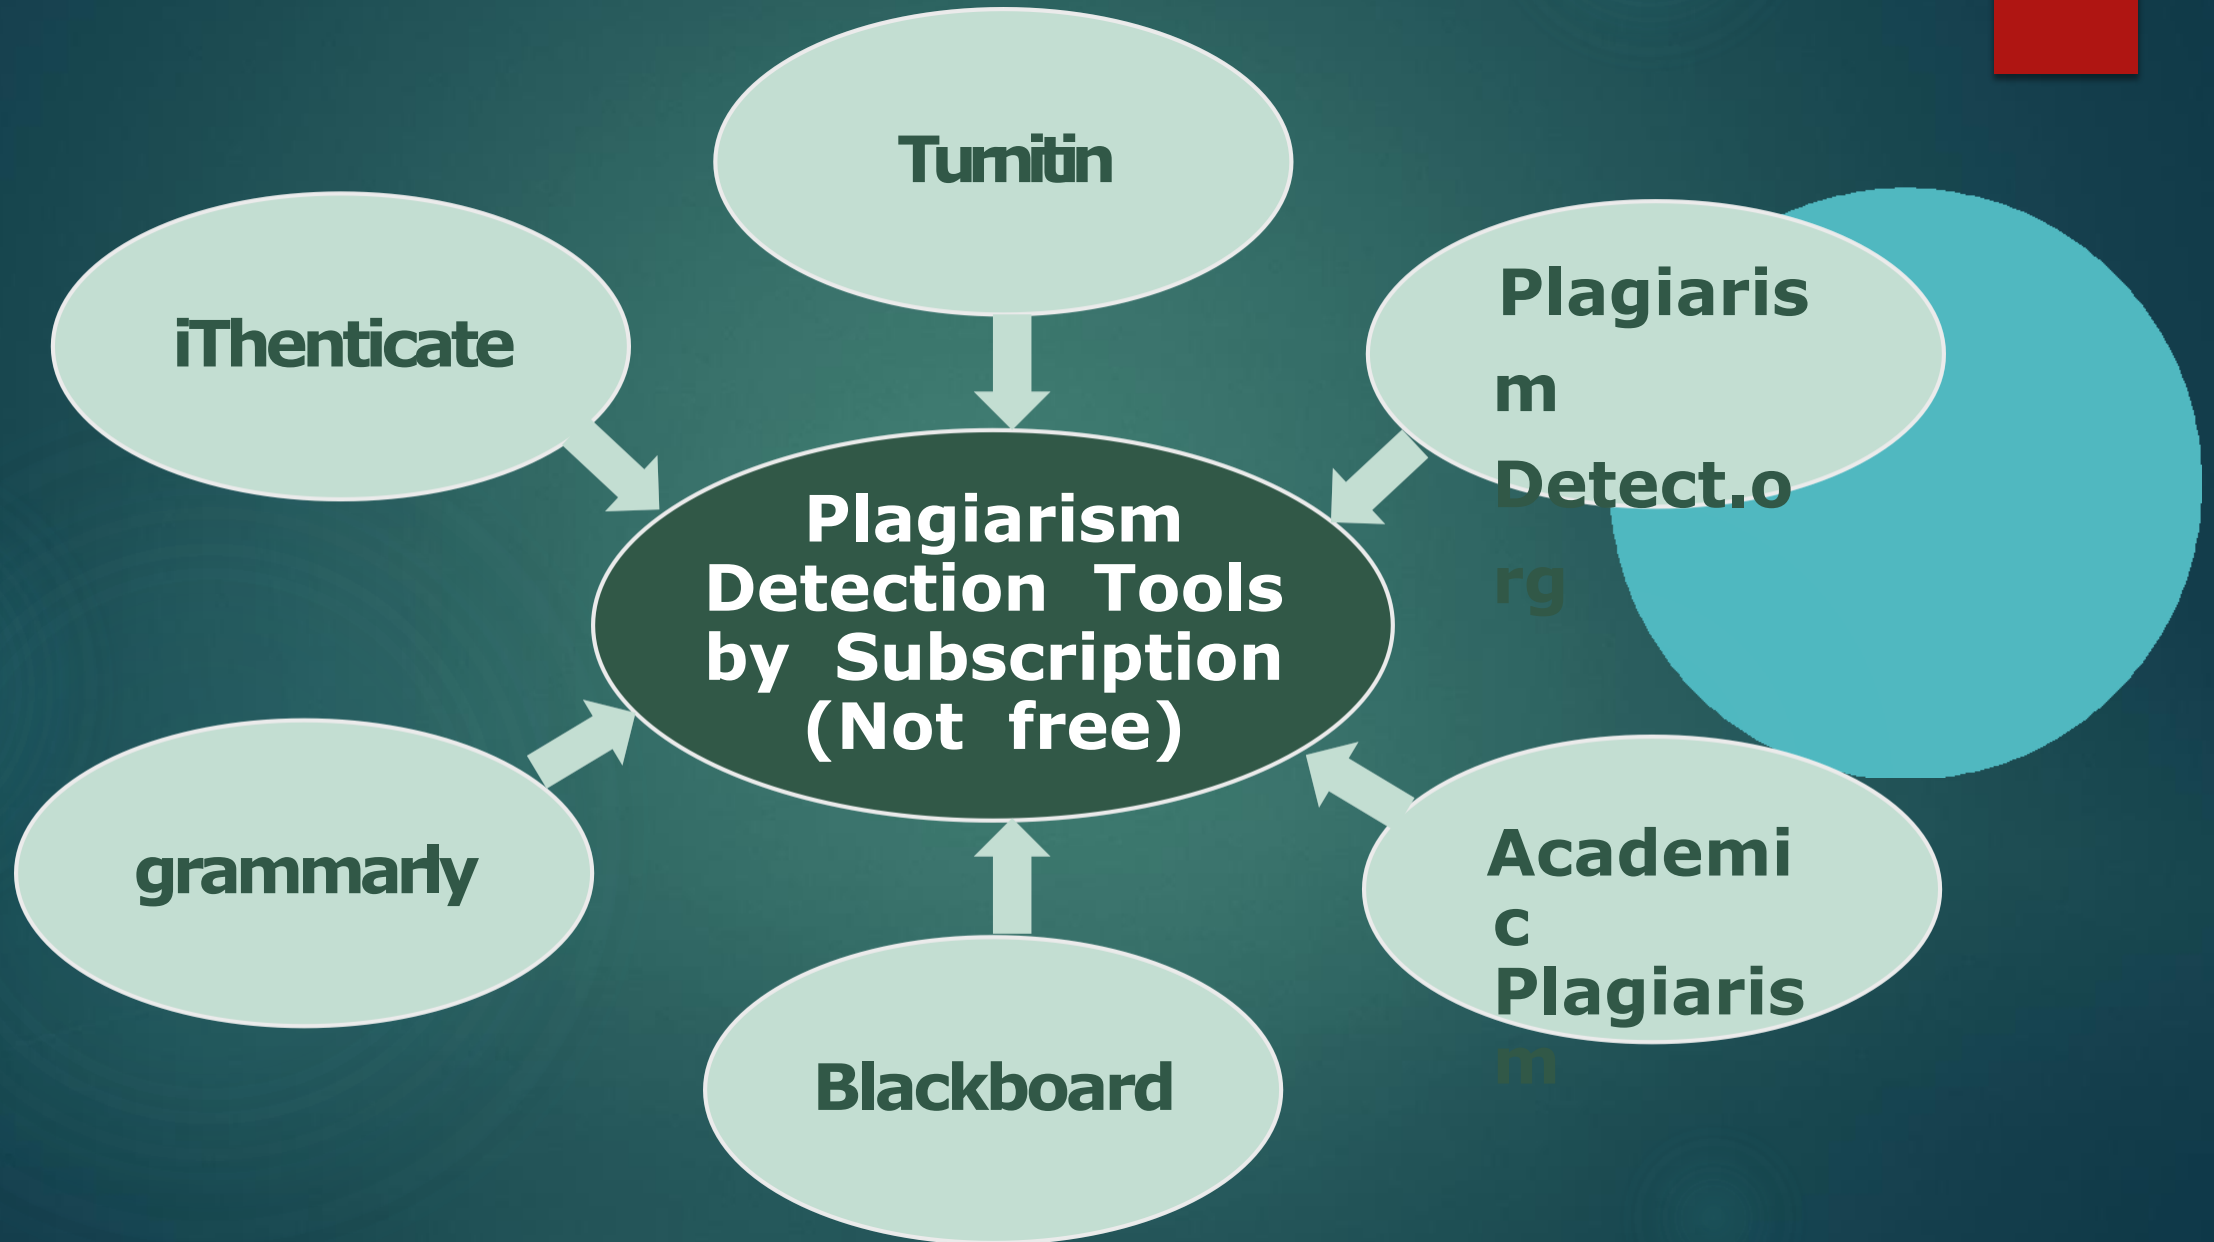 Turnitin
iThenticate
Plagiaris
m
Detect.o
rg
Plagiarism
Detection Tools
by Subscription
(Not free)
grammarly
Academi
c
Plagiaris
m
Blackboard